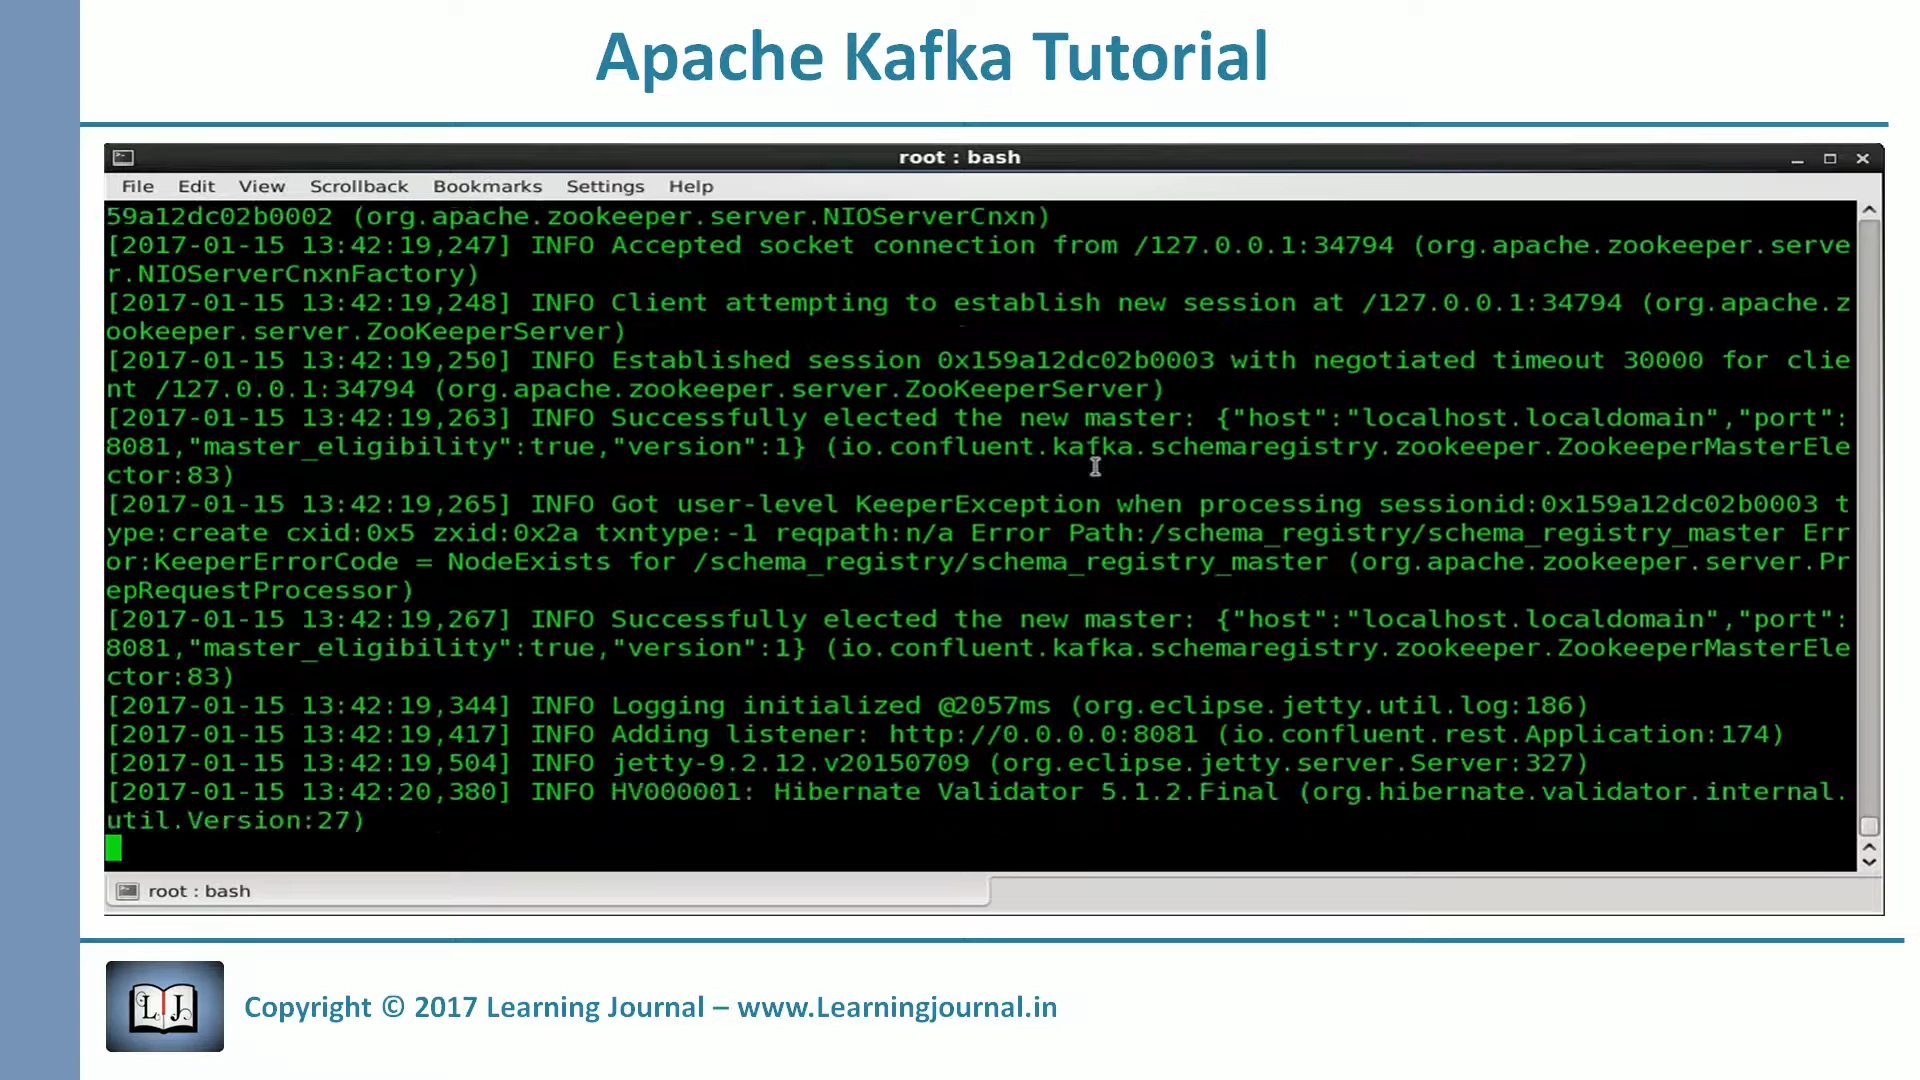 Apache Kafka Tutorial
root : bash
File Edit View Scrollback Bookmarks Settings Help
59a12dc02b0002 (org.apache.zookeeper.server.NIOServerCnxn)
[2017-01-15 13:42:19,247] INFO Accepted socket connection from /127.0.0.1:34794 (org.apache.zookeeper.serve
r.NIOServerCnxnFactory)
[2017-01-15 13:42:19,248] INFO Client attempting to establish new session at /127.0.0.1:34794 (org.apache.z
ookeeper.server.ZooKeeperServer)
[2017-01-15 13:42:19,250] INFO Established session 0x159a12dc02b0003 with negotiated timeout 30000 for clie
nt /127.0.0.1:34794 (org.apache.zookeeper.server.ZooKeeperServer)
[2017-01-15 13:42:19,263] INFO Successfully elected the new master: {"host":"localhost.localdomain","port":
8081,"master_eligibility":true,"version":1} (io.confluent.kafka.schemaregistry.zookeeper.ZookeeperMasterEle
ctor:83)
[2017-01-15 13:42:19,265] INFO Got user-level KeeperException when processing sessionid:0x159a12dc02b0003 t
ype:create cxid:0x5 zxid:0x2a txntype:-1 reqpath:n/a Error Path:/schema_registry/schema_registry_master Err
or:KeeperErrorCode = NodeExists for /schema_registry/schema_registry_master (org.apache.zookeeper.server.Pr
epRequestProcessor)
[2017-01-15 13:42:19,267] INFO Successfully elected the new master: {"host":"localhost.localdomain","port":
8081,"master_eligibility":true,"version":1} (io.confluent.kafka.schemaregistry.zookeeper.ZookeeperMasterEle
ctor:83)
[2017-01-15 13:42:19,344] INFO Logging initialized @2057ms (org.eclipse.jetty.util.log:186)
[2017-01-15 13:42:19,417] INFO Adding listener: http://0.0.0.0:8081 (io.confluent.rest.Application:174)
[2017-01-15 13:42:19,504] INFO jetty-9.2.12.v20150709 (org.eclipse.jetty.server.Server:327)
[2017-01-15 13:42:20,380] INFO HV000001: Hibernate Validator 5.1.2.Final (org.hibernate.validator.internal.
util.Version:27)
root : bash
L J
Copyright © 2017 Learning Journal – www.Learningjournal.in